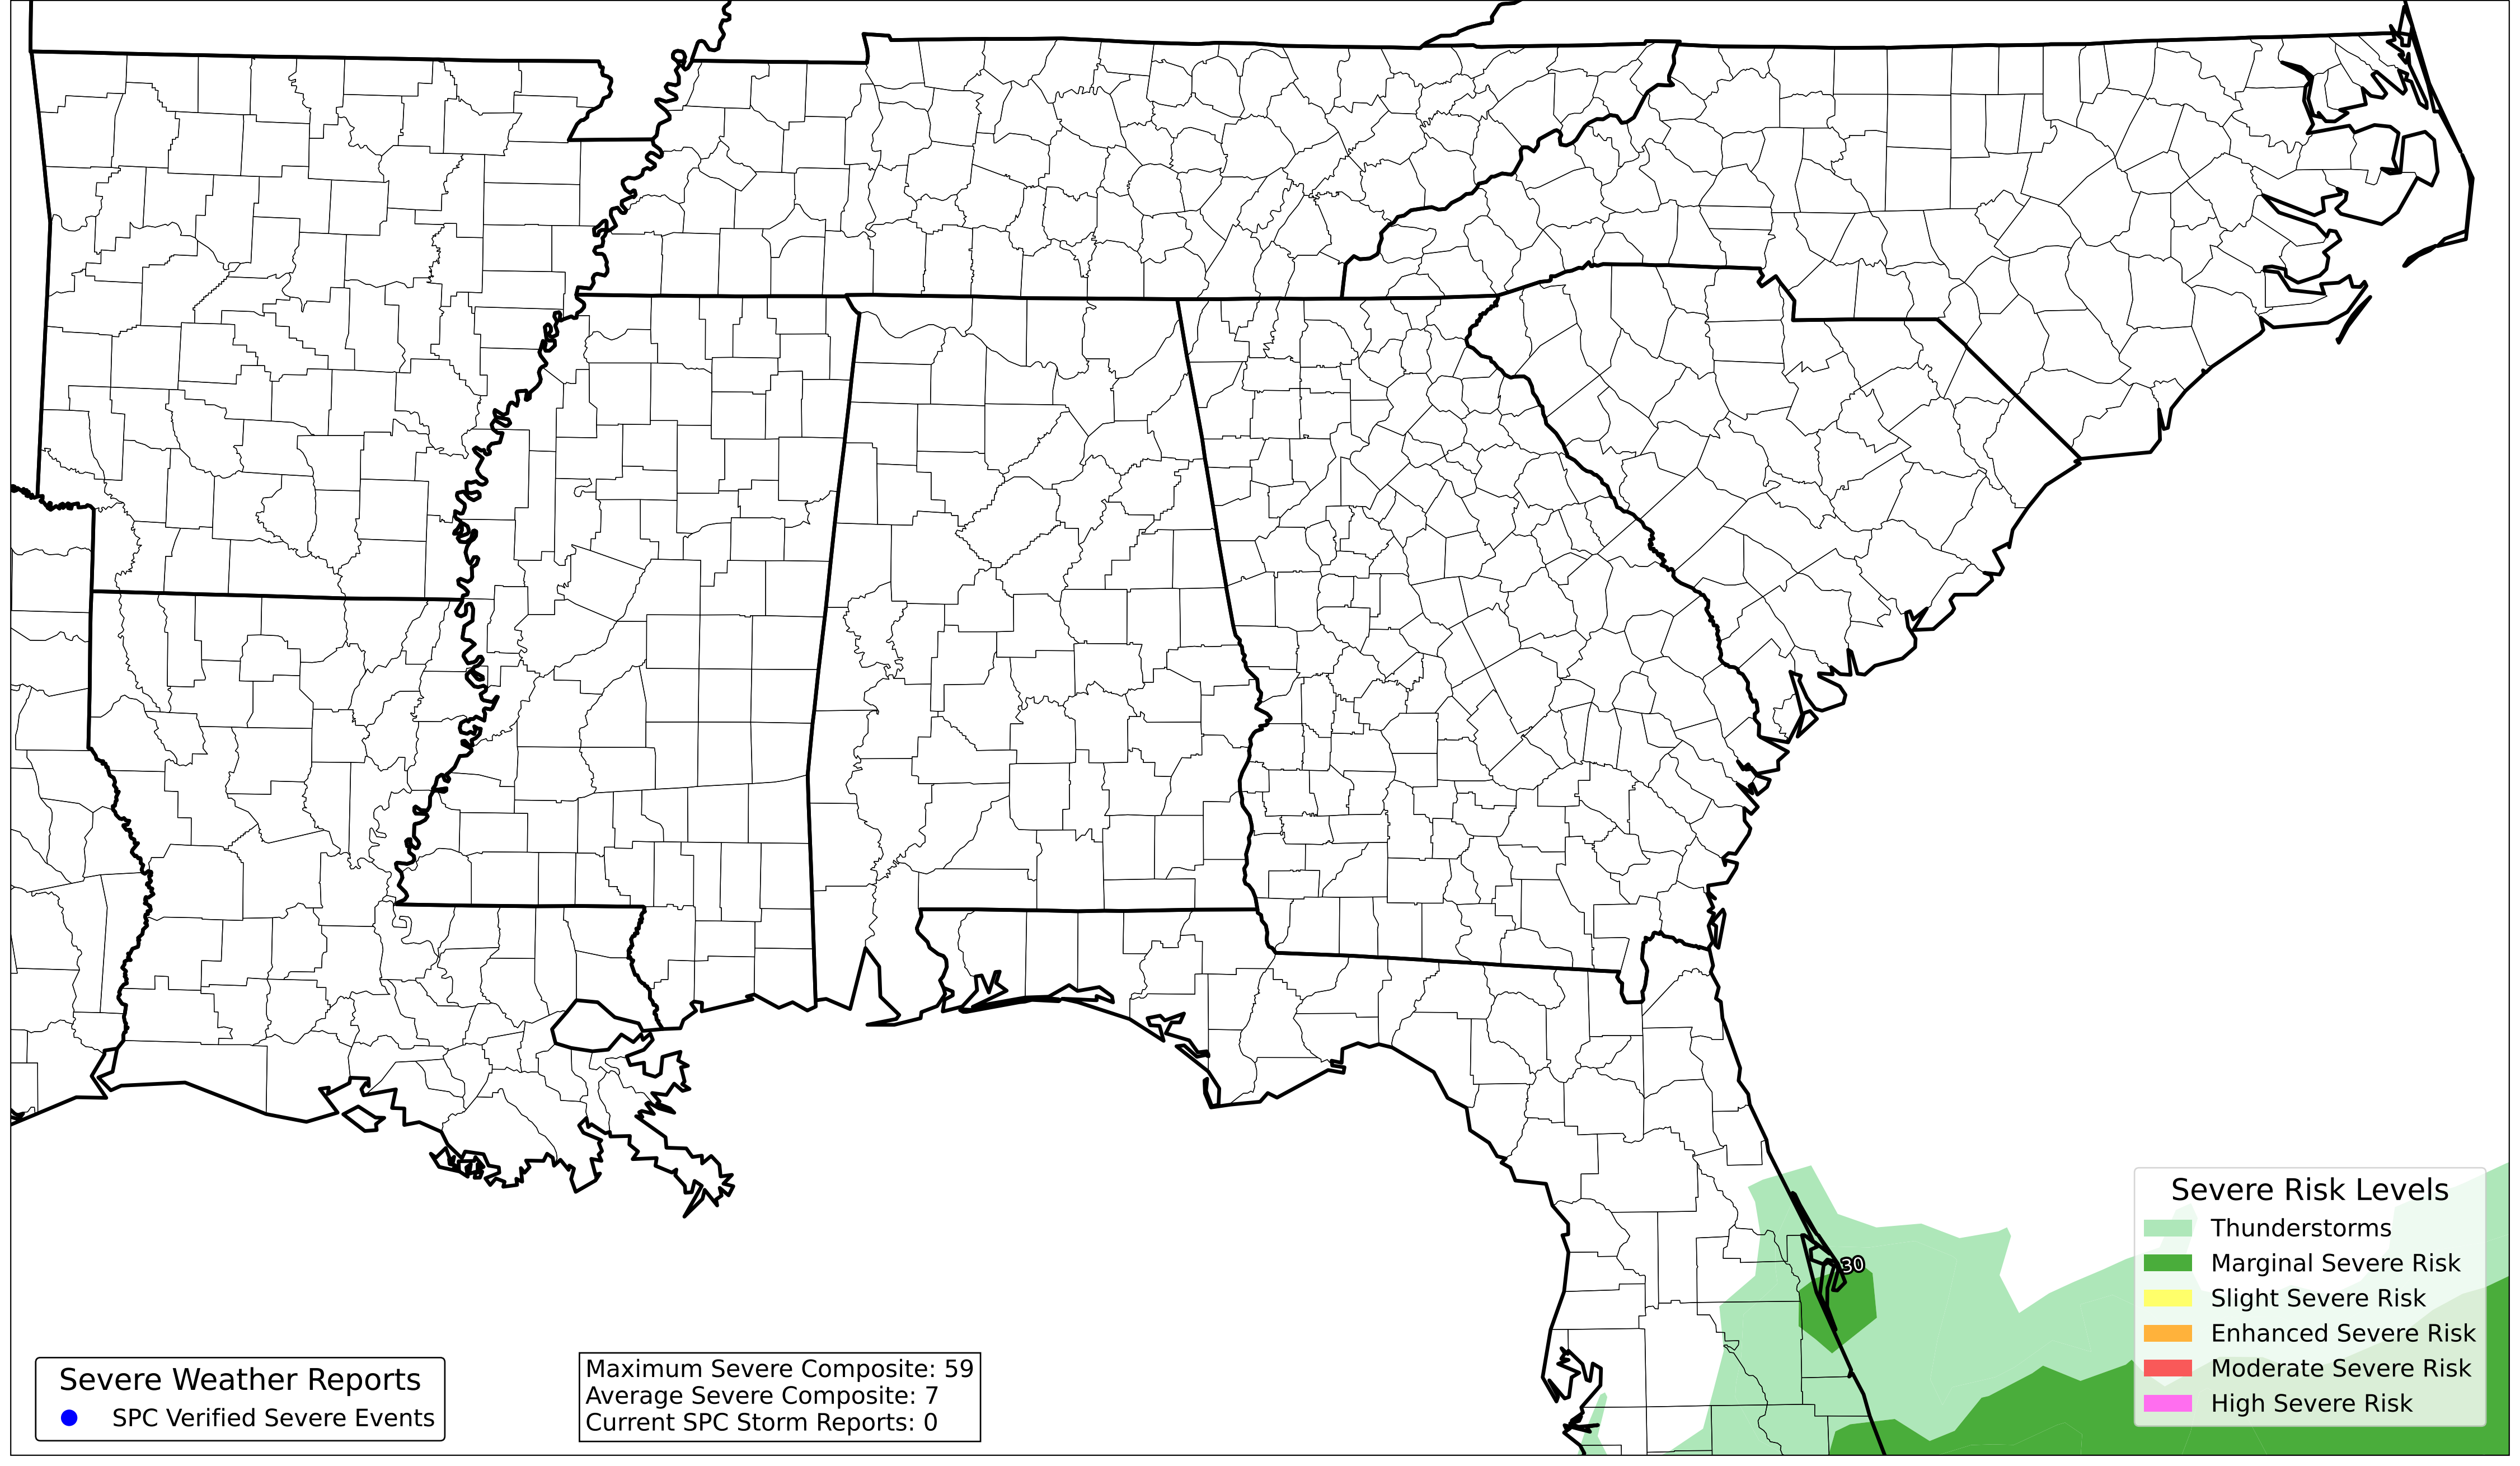 30
Severe Risk Levels
Thunderstorms
Marginal Severe Risk
Slight Severe Risk
Enhanced Severe Risk
Moderate Severe Risk
High Severe Risk
Severe Weather Reports
SPC Verified Severe Events
Maximum Severe Composite: 59
Average Severe Composite: 7
Current SPC Storm Reports: 0